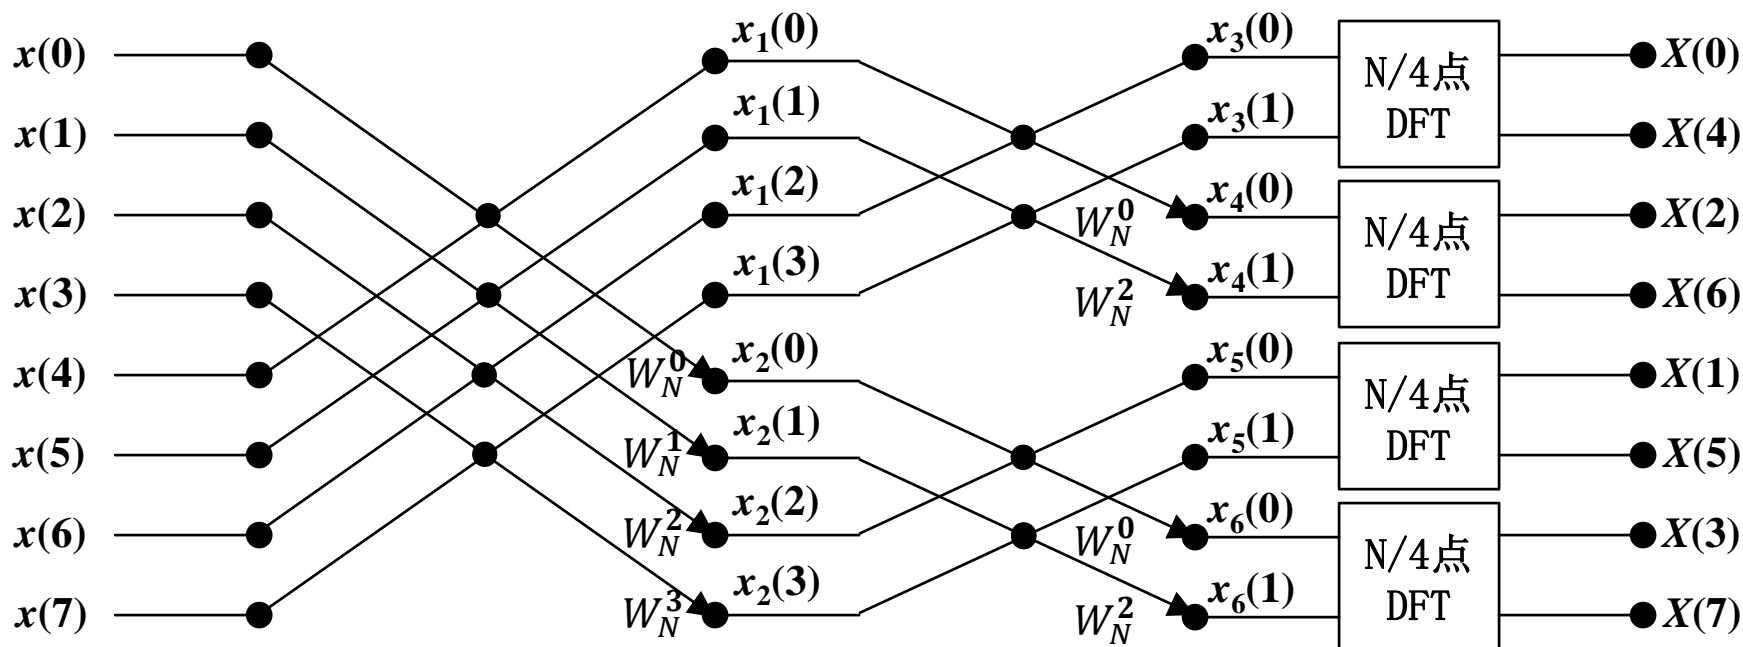 x(0)
x₁(0)
x₃(0)
N/4点
DFT
X(0)
x(1)
x₁(1)
x₃(1)
X(4)
x(2)
x₁(2)
W_N^0
x₄(0)
N/4点
DFT
X(2)
x(3)
x₁(3)
W_N^2
x₄(1)
X(6)
x(4)
W_N^0
x₂(0)
x₅(0)
N/4点
DFT
X(1)
x(5)
W_N^1
x₂(1)
x₅(1)
X(5)
x(6)
W_N^2
x₂(2)
W_N^0
x₆(0)
N/4点
DFT
X(3)
x(7)
W_N^3
x₂(3)
W_N^2
x₆(1)
X(7)